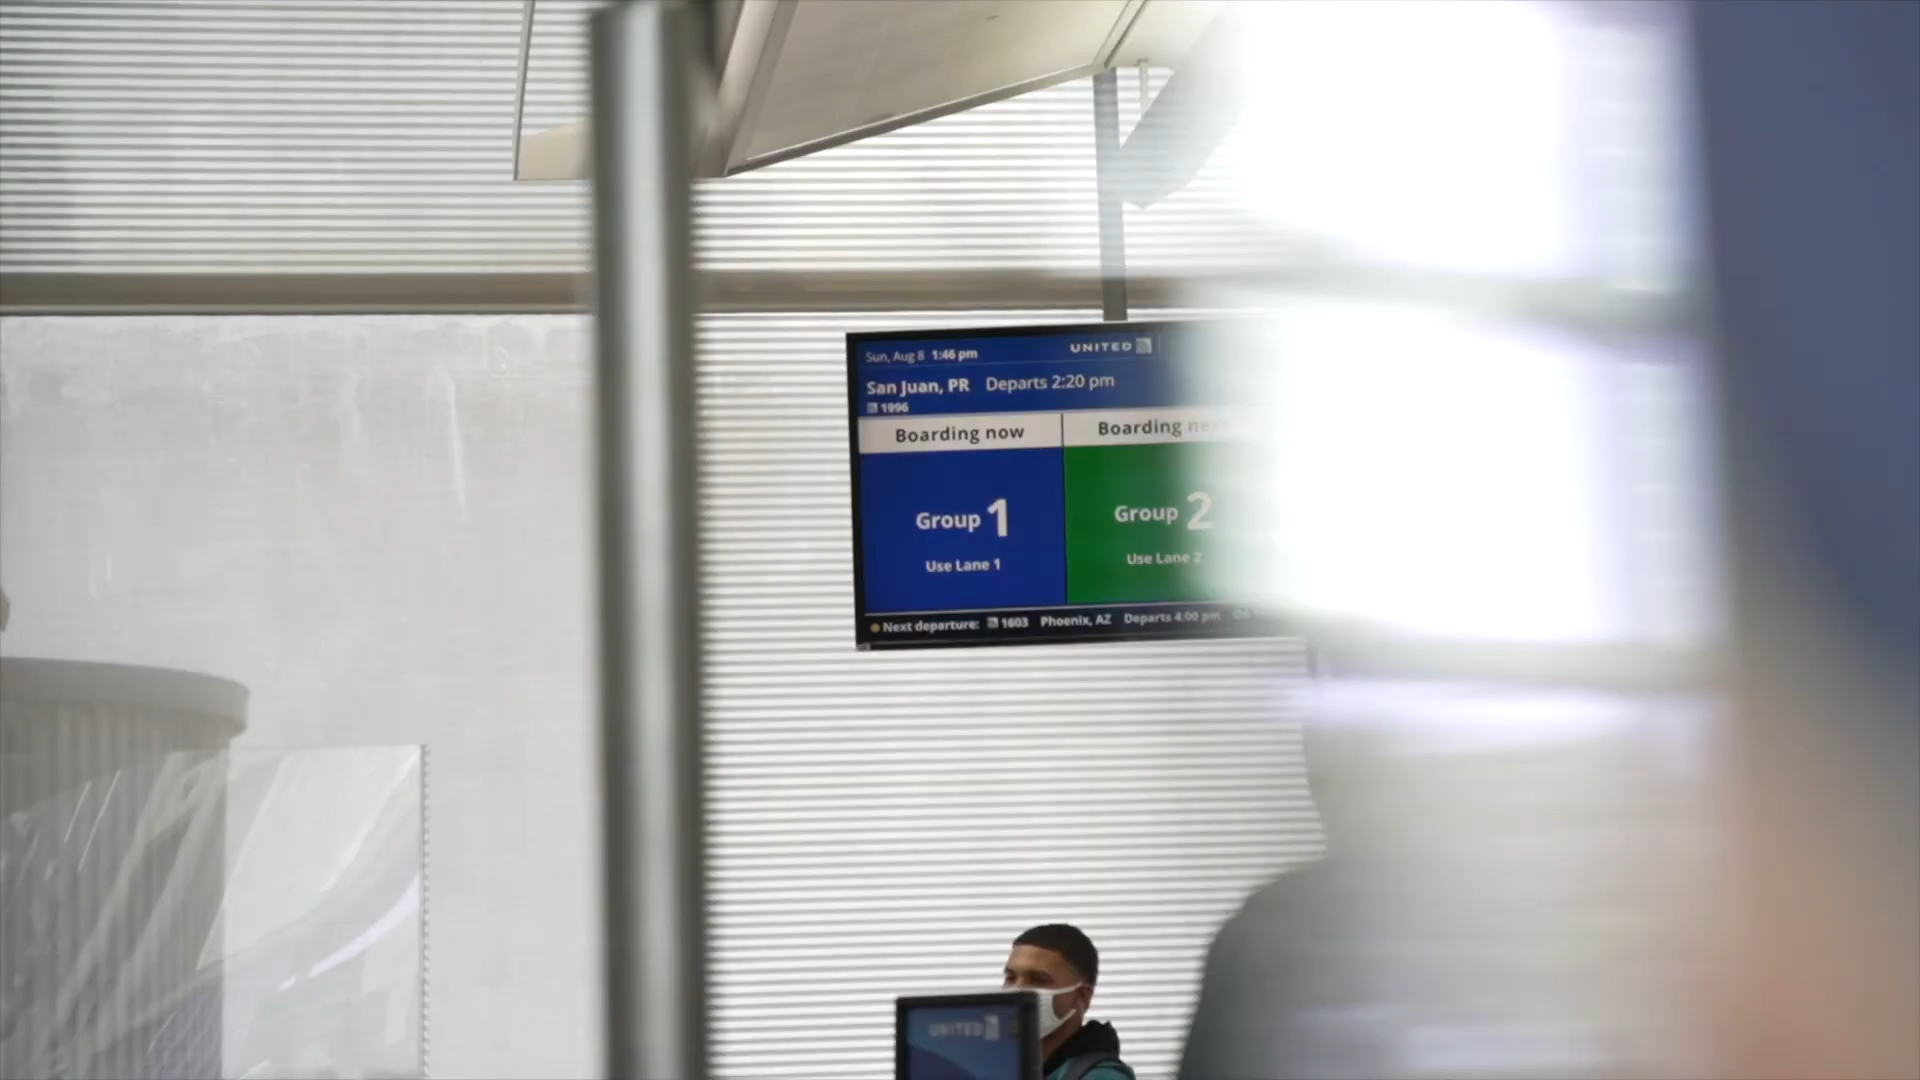 Sun, Aug 8 1:46 pm UNITED
San Juan, PR Departs 2:20 pm
1996
Boarding now Boarding next
Group 1 Group 2
Use Lane 1 Use Lane 2
Next departure: 1603 Phoenix, AZ Departs 4:00 pm
UNITED